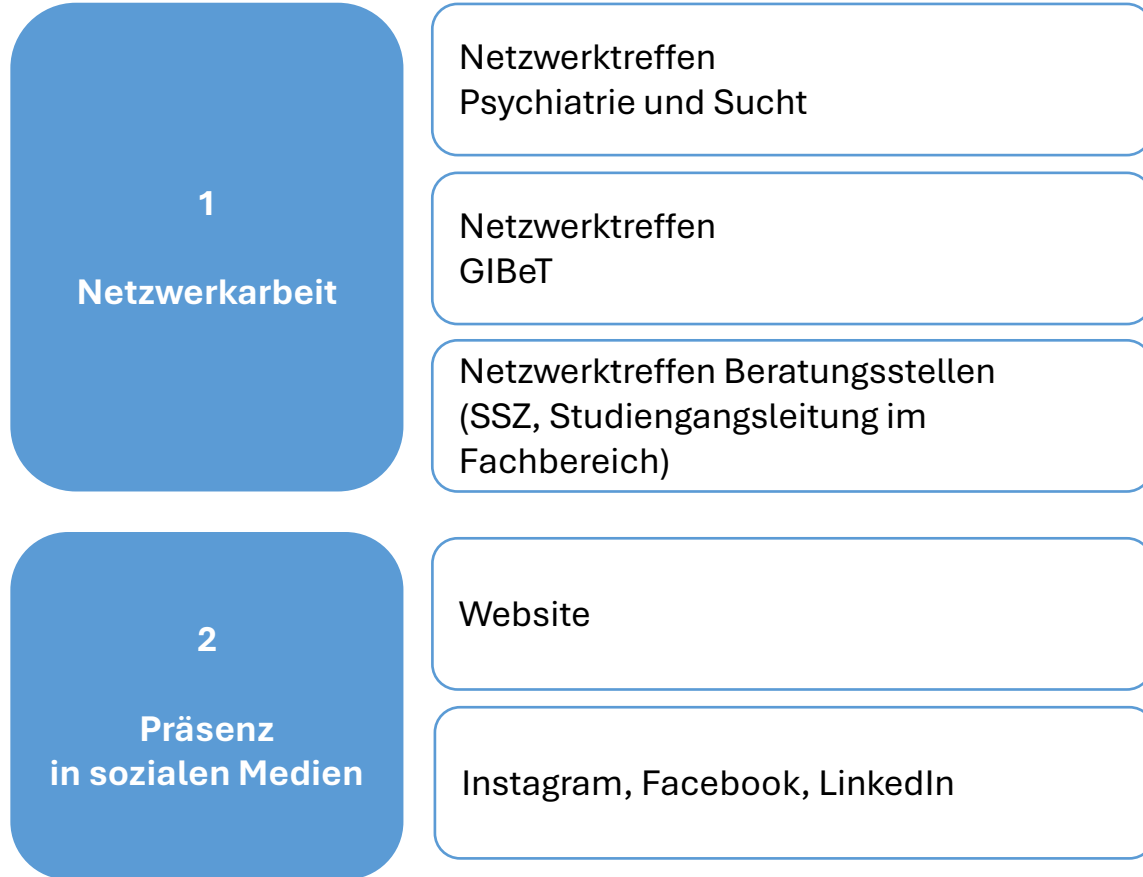 1
Netzwerkarbeit
Netzwerktreffen
Psychiatrie und Sucht
Netzwerktreffen
GIBeT
Netzwerktreffen Beratungsstellen
(SSZ, Studiengangsleitung im
Fachbereich)
2
Präsenz
in sozialen Medien
Website
Instagram, Facebook, LinkedIn